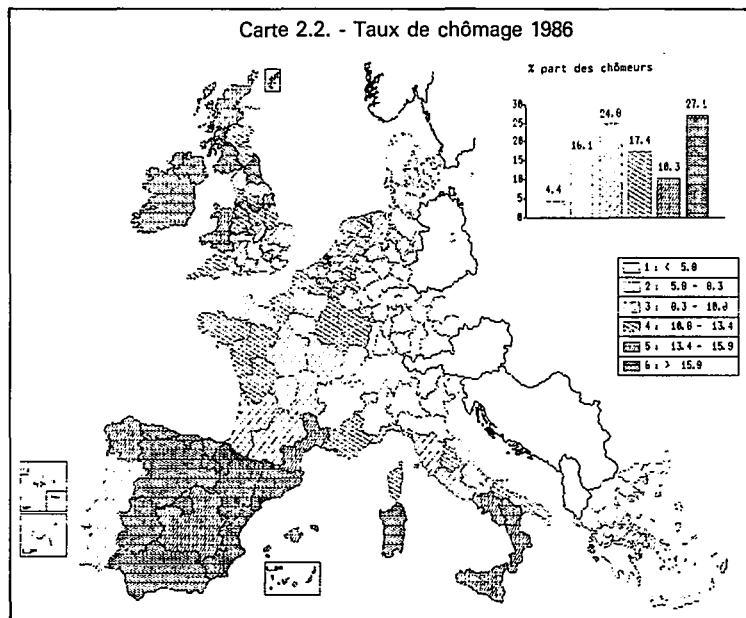 Carte 2.2. - Taux de chômage 1986
% part des chômeurs
30
25
20
15
10
5
0
4.4
16.1
24.8
17.4
10.3
27.1
1 : < 5.8
2 : 5.8 - 8.3
3 : 8.3 - 10.8
4 : 10.8 - 13.4
5 : 13.4 - 15.9
6 : > 15.9